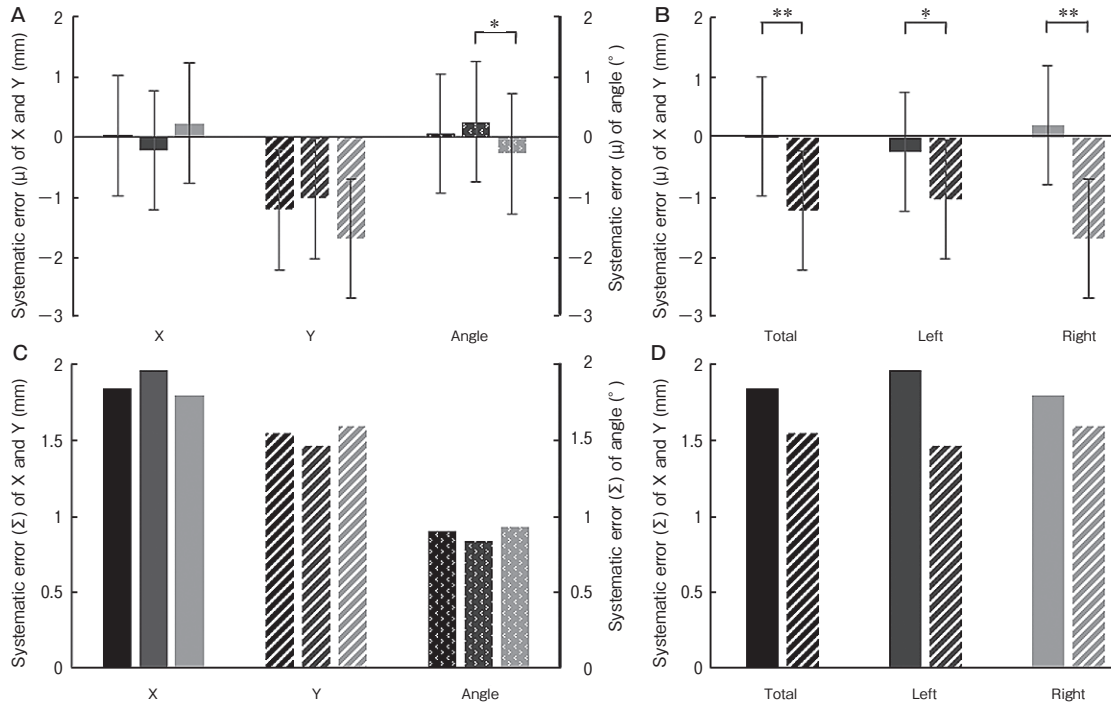 A
Systematic error (μ) of X and Y (mm)
2
1
0
−1
−2
−3
*
X
Y
Angle
2
1
0
−1
−2
−3
Systematic error (μ) of angle (°)
B
Systematic error (μ) of X and Y (mm)
2
1
0
−1
−2
−3
**
*
**
Total
Left
Right
C
Systematic error (Σ) of X and Y (mm)
2
1.5
1
0.5
0
X
Y
Angle
2
1.5
1
0.5
0
Systematic error (Σ) of angle (°)
D
Systematic error (Σ) of X and Y (mm)
2
1.5
1
0.5
0
Total
Left
Right